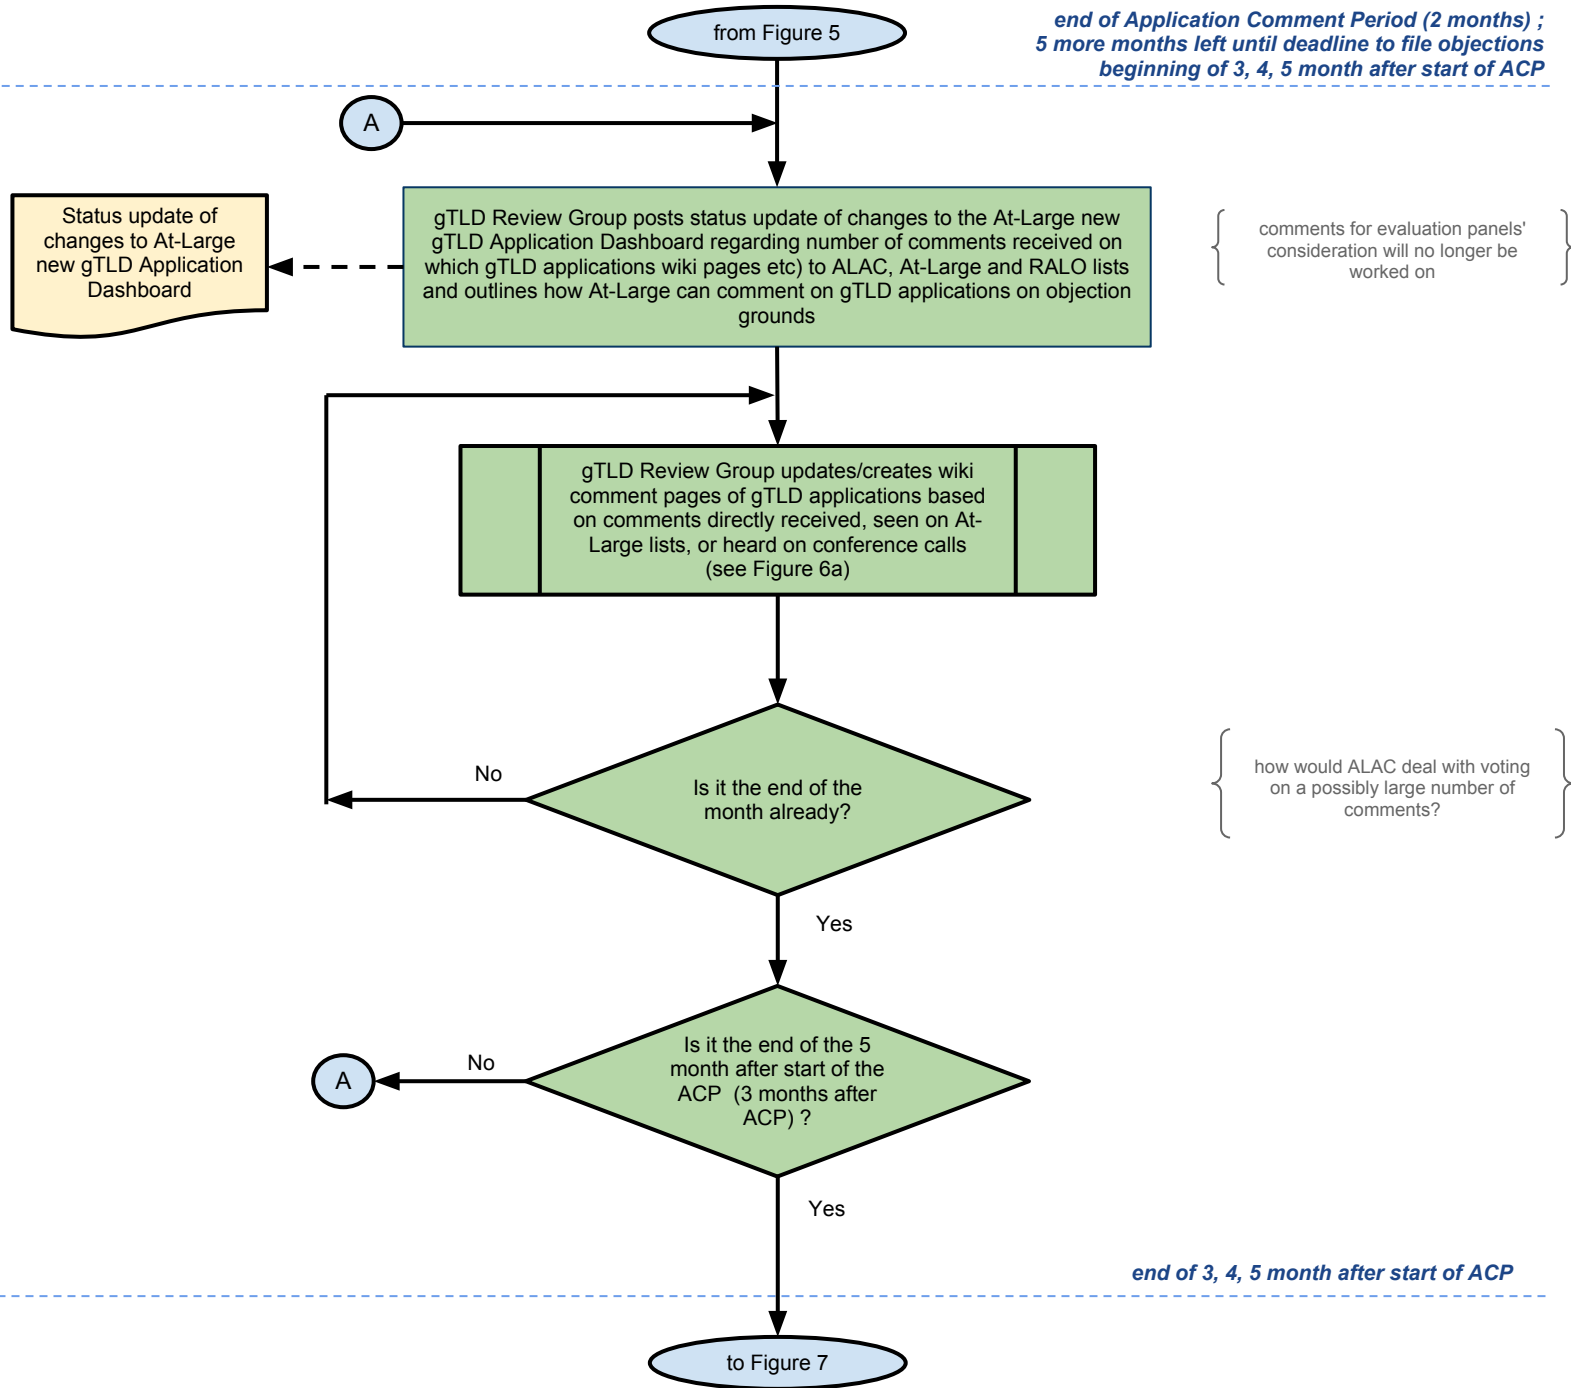 from Figure 5
end of Application Comment Period (2 months) ;
5 more months left until deadline to file objections
beginning of 3, 4, 5 month after start of ACP
A
Status update of
changes to At-Large
new gTLD Application
Dashboard
gTLD Review Group posts status update of changes to the At-Large new
gTLD Application Dashboard regarding number of comments received on
which gTLD applications wiki pages etc) to ALAC, At-Large and RALO lists
and outlines how At-Large can comment on gTLD applications on objection
grounds
comments for evaluation panels'
consideration will no longer be
worked on
gTLD Review Group updates/creates wiki
comment pages of gTLD applications based
on comments directly received, seen on At-
Large lists, or heard on conference calls
(see Figure 6a)
No
Is it the end of the
month already?
how would ALAC deal with voting
on a possibly large number of
comments?
Yes
A
No
Is it the end of the 5
month after start of the
ACP (3 months after
ACP) ?
Yes
end of 3, 4, 5 month after start of ACP
to Figure 7